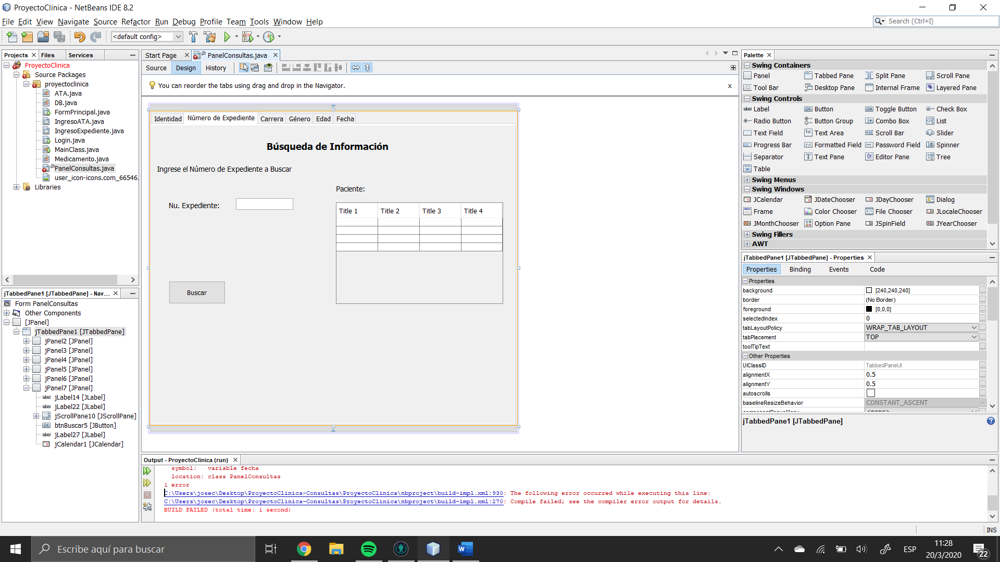 ProyectoClinica - NetBeans IDE 8.2
File Edit View Navigate Source Refactor Run Debug Profile Team Tools Window Help
Search (Ctrl+I)
<default config>
Projects Files Services
ProyectoClinica
Source Packages
proyectoclinica
ATA.java
DB.java
FormPrincipal.java
IngresoATA.java
IngresoExpediente.java
Login.java
MainClass.java
Medicamento.java
PanelConsultas.java
user_icon-icons.com_66546.
Libraries
jTabbedPane1 [JTabbedPane] - Nav...
Form PanelConsultas
Other Components
[JPanel]
jTabbedPane1 [JTabbedPane]
jPanel2 [JPanel]
jPanel3 [JPanel]
jPanel4 [JPanel]
jPanel5 [JPanel]
jPanel6 [JPanel]
jPanel7 [JPanel]
jLabel14 [JLabel]
jLabel22 [JLabel]
jScrollPane10 [JScrollPane]
btnBuscar5 [JButton]
jLabel27 [JLabel]
jCalendar1 [JCalendar]
Start Page PanelConsultas.java
Source Design History
You can reorder the tabs using drag and drop in the Navigator. x
Identidad Número de Expediente Carrera Género Edad Fecha
Búsqueda de Información
Ingrese el Número de Expediente a Buscar
Paciente:
Nu. Expediente:
Title 1 Title 2 Title 3 Title 4
Buscar
Output - ProyectoClinica (run)
symbol: variable fecha
location: class PanelConsultas
1 error
C:\Users\josec\Desktop\ProyectoClinica-Consultas\ProyectoClinica\nbproject\build-impl.xml:930: The following error occurred while executing this line:
C:\Users\josec\Desktop\ProyectoClinica-Consultas\ProyectoClinica\nbproject\build-impl.xml:270: Compile failed; see the compiler error output for details.
BUILD FAILED (total time: 1 second)
Palette
Swing Containers
Panel Tabbed Pane Split Pane Scroll Pane
Tool Bar Desktop Pane Internal Frame Layered Pane
Swing Controls
label Label OK Button ON Toggle Button Check Box
Radio Button Button Group Combo Box List
Text Field Text Area Scroll Bar Slider
Progress Bar Formatted Field Password Field Spinner
Separator Text Pane Editor Pane Tree
Table
Swing Menus
Swing Windows
JCalendar JDateChooser JDayChooser Dialog
Frame Color Chooser File Chooser JLocaleChooser
JMonthChooser Option Pane JSpinField JYearChooser
Swing Fillers
AWT
jTabbedPane1 [JTabbedPane] - Properties
Properties Binding Events Code
Properties
background [240,240,240] ...
border (No Border) ...
foreground [0,0,0] ...
selectedIndex 0 ...
tabLayoutPolicy WRAP_TAB_LAYOUT ...
tabPlacement TOP ...
toolTipText ...
Other Properties
UIClassID TabbedPaneUI ...
alignmentX 0.5 ...
alignmentY 0.5 ...
autoscrolls ...
baselineResizeBehavior CONSTANT_ASCENT ...
componentPopupMenu <none> ...
jTabbedPane1 [JTabbedPane]
INS
Escribe aquí para buscar
ESP
11:28
20/3/2020
22